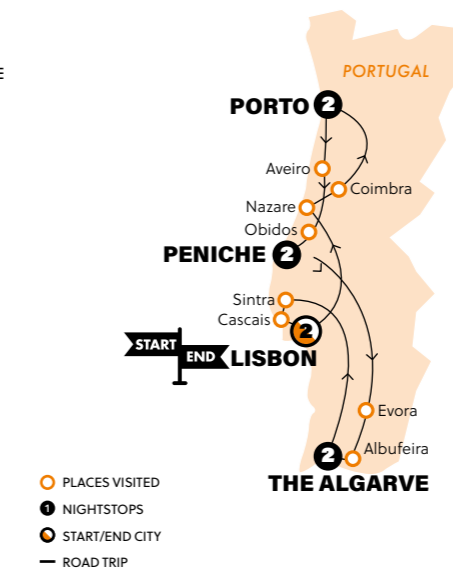 E
PORTUGAL
PORTO 2
Aveiro
Coimbra
Nazare
Obidos
PENICHE 2
Sintra
Cascais
2
START
END
LISBON
Evora
Albufeira
2
THE ALGARVE
PLACES VISITED
1 NIGHTSTOPS
START/END CITY
ROAD TRIP